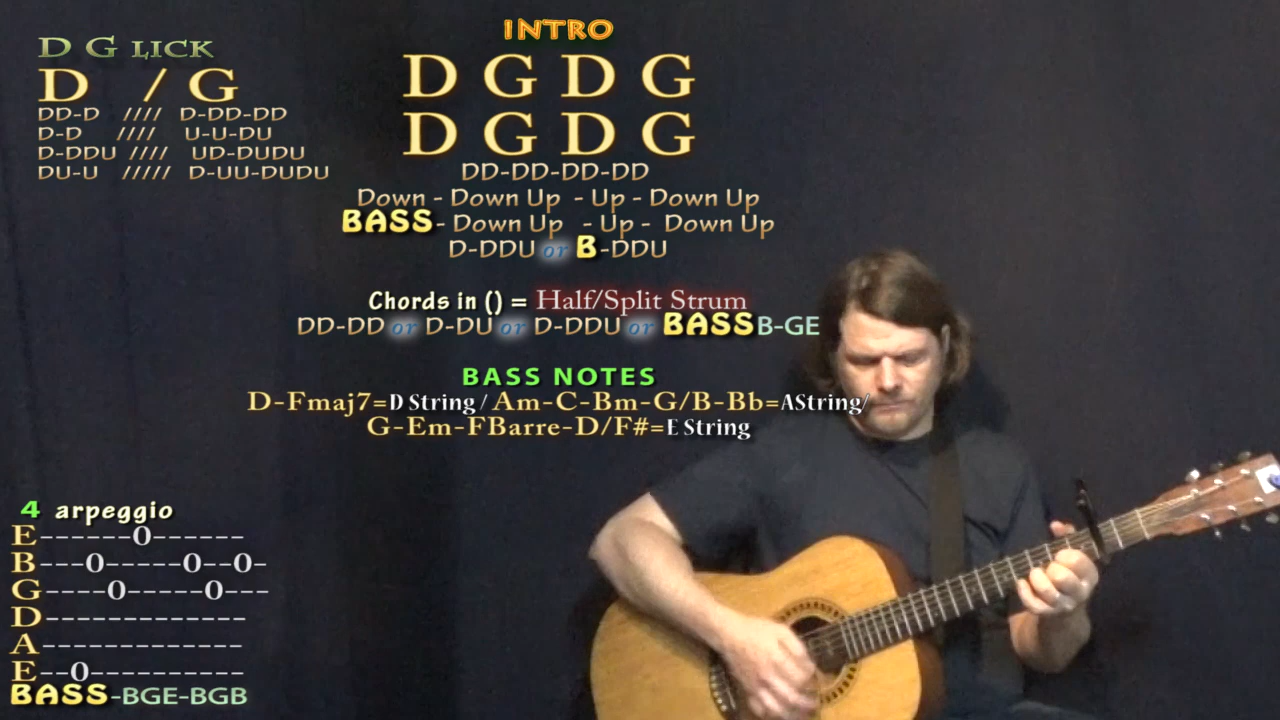 D G LICK
D / G
DD-D //// D-DD-DD
D-D //// U-U-DU
D-DDU //// UD-DUDU
DU-U ///// D-UU-DUDU
INTRO
D G D G
D G D G
DD-DD-DD-DD
Down - Down Up - Up - Down Up
BASS - Down Up - Up - Down Up
D-DDU or B-DDU
Chords in () = Half/Split Strum
DD-DD or D-DU or D-DDU or BASS B-GE
BASS NOTES
D-Fmaj7=D String / Am-C-Bm-G/B-Bb=AString/
G-Em-FBarre-D/F#=E String
4 arpeggio
E------0------
B---0-----0--0-
G----0-----0---
D-------------
A-------------
E--0----------
BASS-BGE-BGB